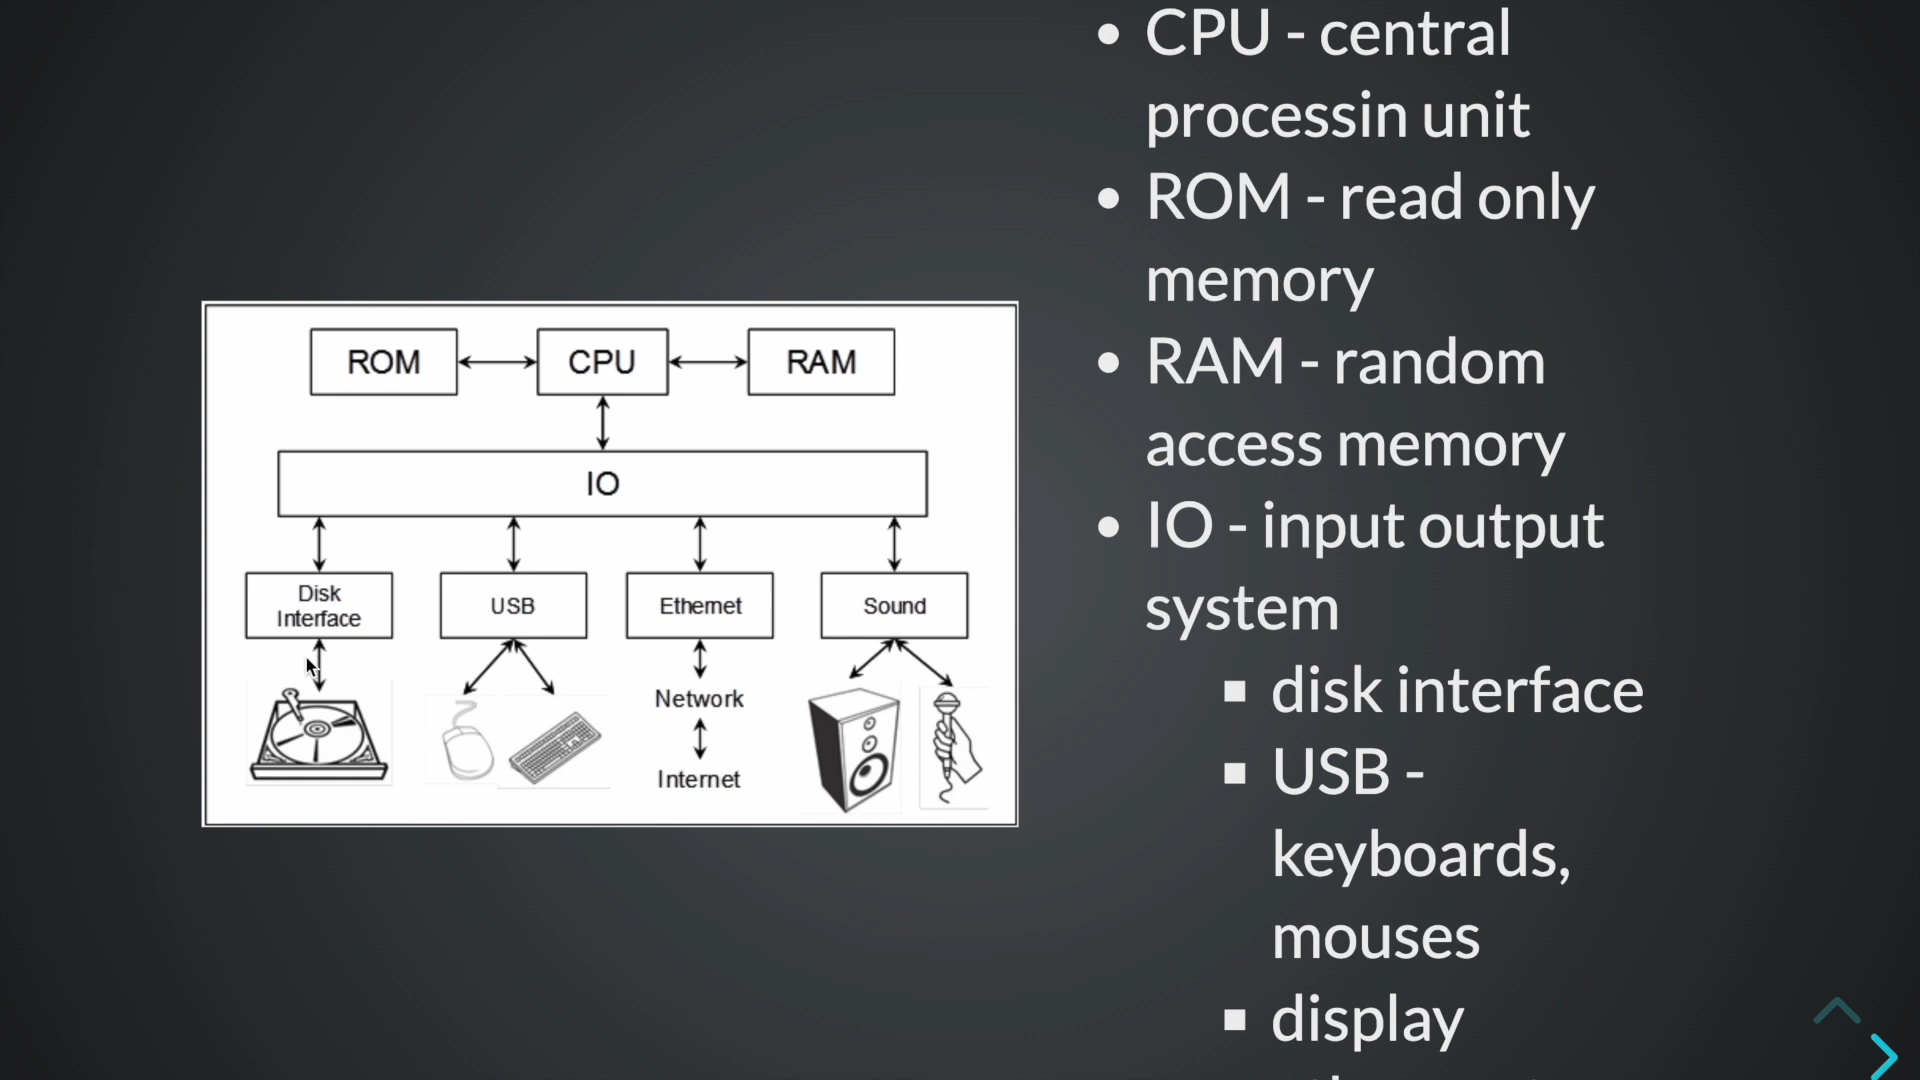 ROM
CPU
RAM
IO
Disk
Interface
USB
Ethernet
Sound
Network
Internet
• CPU - central
processin unit
• ROM - read only
memory
• RAM - random
access memory
• IO - input output
system
▪ disk interface
▪ USB -
keyboards,
mouses
▪ display